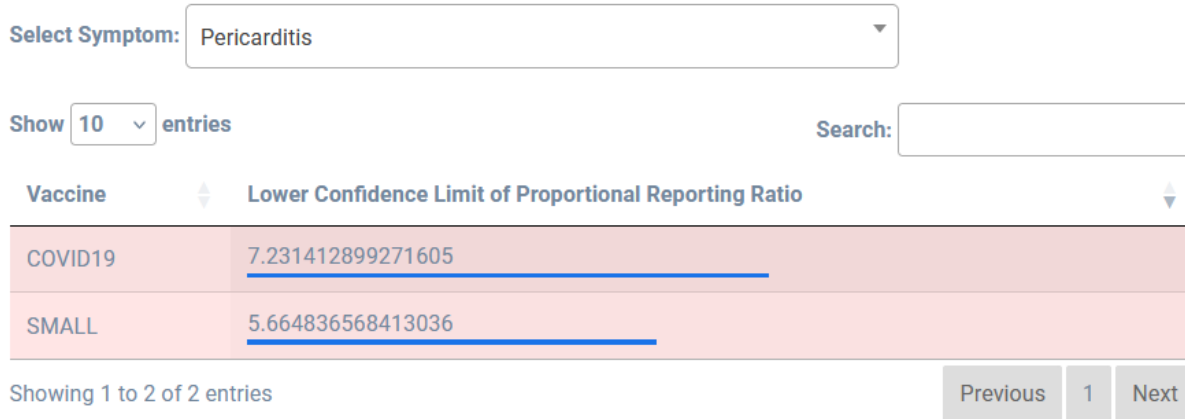 Select Symptom: Pericarditis
Show 10 entries Search:
Vaccine Lower Confidence Limit of Proportional Reporting Ratio
COVID19 7.231412899271605
SMALL 5.664836568413036
Showing 1 to 2 of 2 entries Previous 1 Next